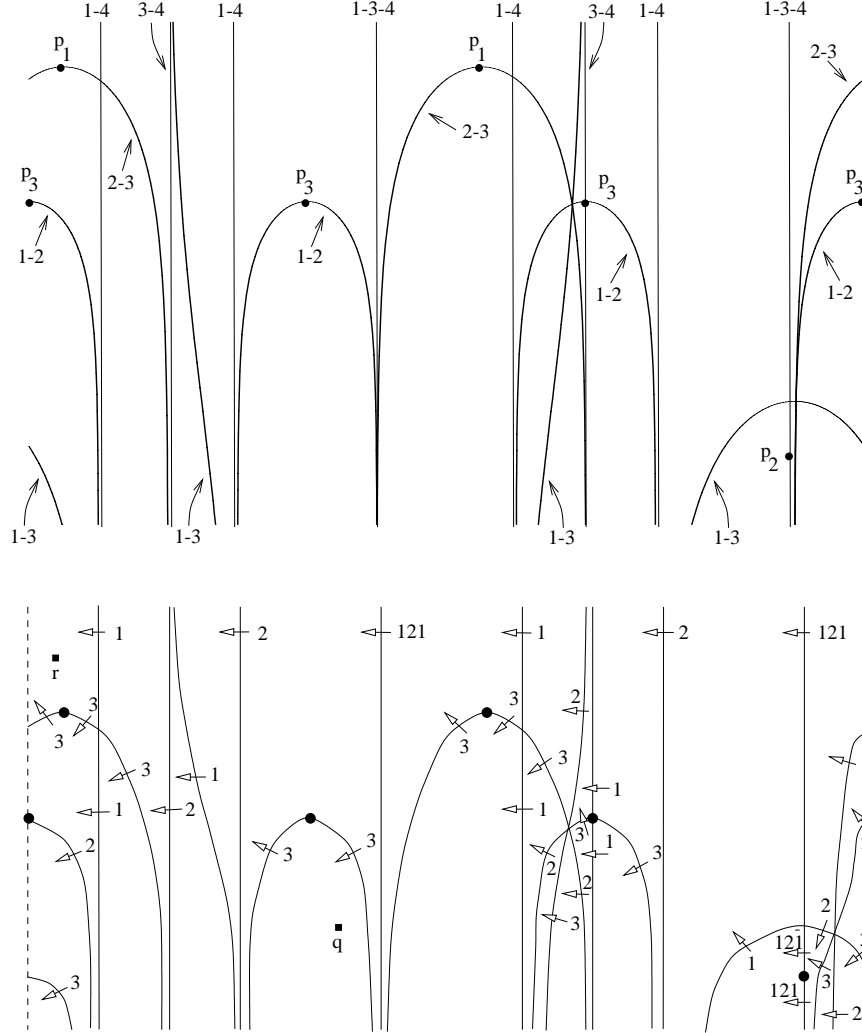 1-4 3-4 1-4 1-3-4 1-4 3-4 1-4 1-3-4
p1 p1 2-3
2-3
p3 p3 p3 p3
2-3
1-2 1-2 1-2 1-2
p2
1-3 1-3 1-3 1-3
1 2 121 1 2 121
r
3 3 3 3 2
3 3 3
1 1
1 2 1 1
2 3 3 3 1 3
2 2
3 2 3
q
121 1
3 121 3
2